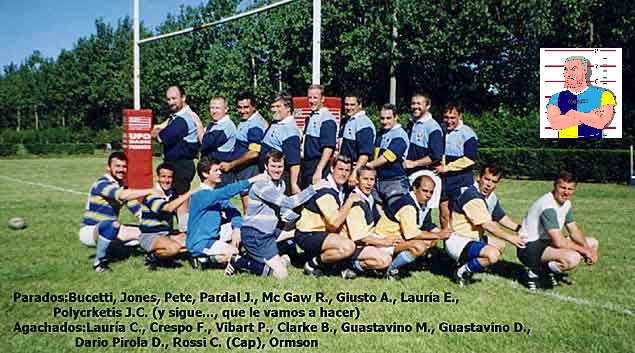 UFO
Parados:Bucetti, Jones, Pete, Pardal J., Mc Gaw R., Giusto A., Lauría E.,
Polycrketis J.C. (y sigue..., que le vamos a hacer)
Agachados:Lauría C., Crespo F., Vibart P., Clarke B., Guastavino M., Guastavino D.,
Dario Pirola D., Rossi C. (Cap), Ormson